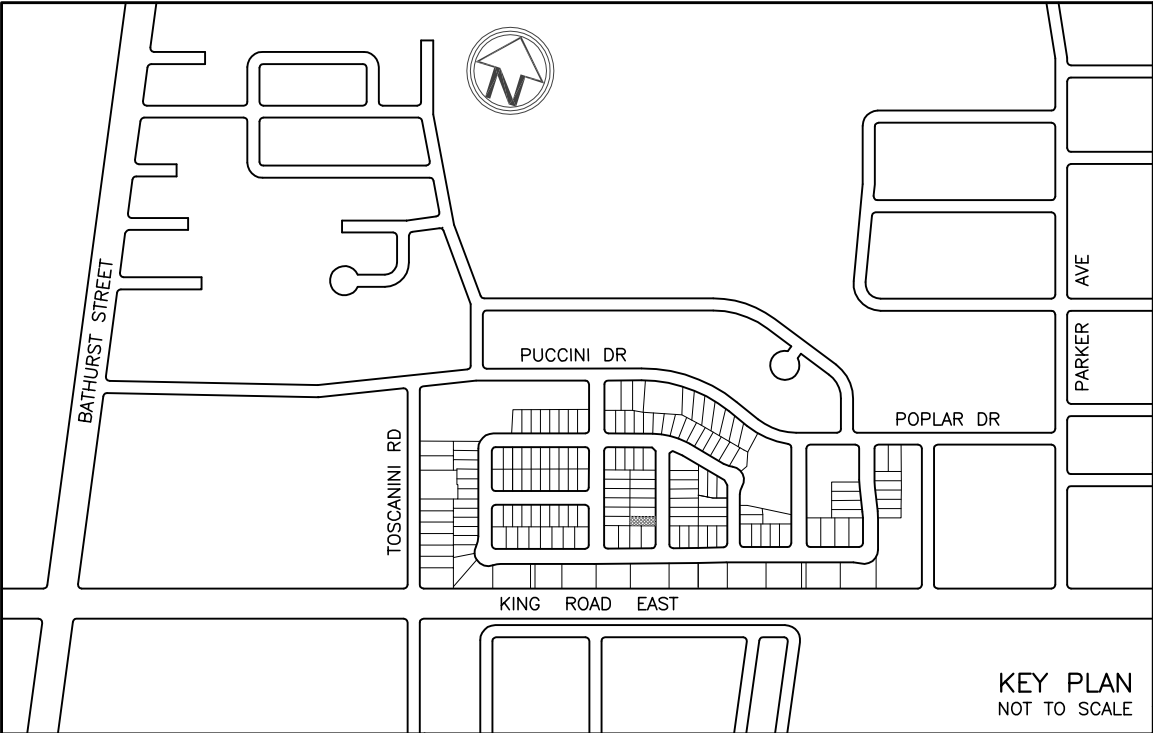 N
BATHURST STREET
PUCCINI DR
AVE
PARKER
POPLAR DR
TOSCANINI RD
KING ROAD EAST
KEY PLAN
NOT TO SCALE